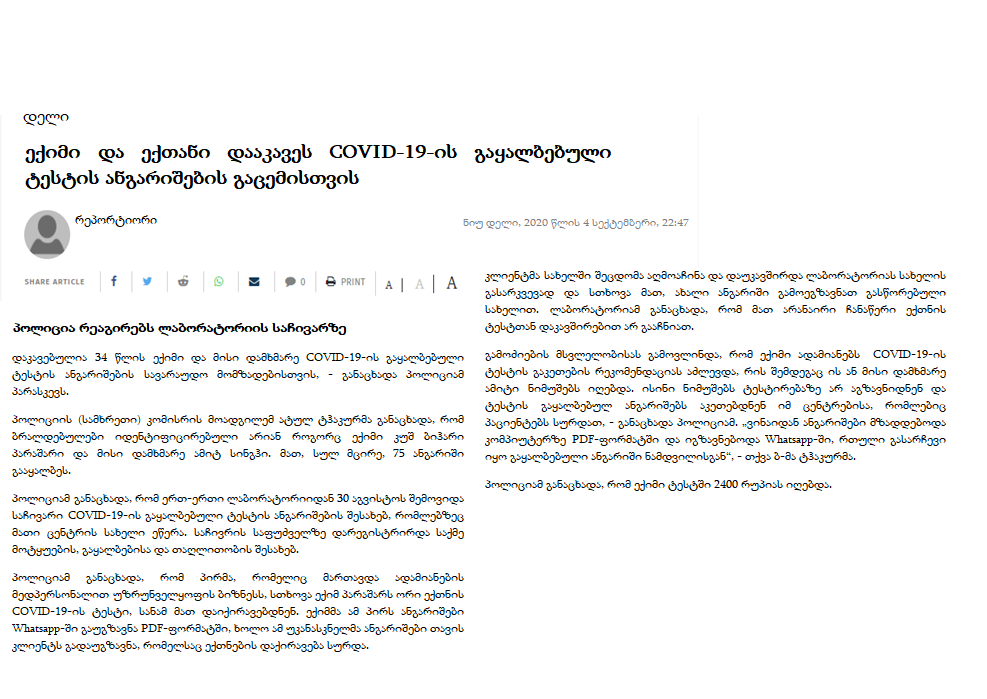 დელი
ექიმი და ექთანი დააკავეს COVID-19-ის გაყალბებული
ტესტის ანგარიშების გაცემისთვის
რეპორტიორი
ნიუ დელი, 2020 წლის 4 სექტემბერი, 22:47
SHARE ARTICLE 0 PRINT A | A | A
პოლიცია რეაგირებს ლაბორატორიის საჩივარზე
დაკავებულია 34 წლის ექიმი და მისი დამხმარე COVID-19-ის გაყალბებული
ტესტის ანგარიშების სავარაუდო მომზადებისთვის, - განაცხადა პოლიციამ
პარასკევს.
პოლიციის (სამხრეთი) კომისრის მოადგილემ ატულ ტჰაკურმა განაცხადა, რომ
ბრალდებულები იდენტიფიცირებული არიან როგორც ექიმი კუშ ბიჰარი
პარაშარი და მისი დამხმარე ამიტ სინგჰი. მათ, სულ მცირე, 75 ანგარიში
გააყალბეს.
პოლიციამ განაცხადა, რომ ერთ-ერთი ლაბორატორიიდან 30 აგვისტოს შემოვიდა
საჩივარი COVID-19-ის გაყალბებული ტესტის ანგარიშების შესახებ, რომლებზეც
მათი ცენტრის სახელი ეწერა. საჩივრის საფუძველზე დარეგისტრირდა საქმე
მოტყუების, გაყალბებისა და თაღლითობის შესახებ.
პოლიციამ განაცხადა, რომ პირმა, რომელიც მართავდა ადამიანების
მედპერსონალით უზრუნველყოფის ბიზნესს, სთხოვა ექიმ პარაშარს ორი ექთნის
COVID-19-ის ტესტი, სანამ მათ დაიქირავებდნენ. ექიმმა ამ პირს ანგარიშები
Whatsapp-ში გაუგზავნა PDF-ფორმატში, ხოლო ამ უკანასკნელმა ანგარიშები თავის
კლიენტს გადაუგზავნა, რომელსაც ექთნების დაქირავება სურდა.
კლიენტმა სახელში შეცდომა აღმოაჩინა და დაუკავშირდა ლაბორატორიას სახელის
გასარკვევად და სთხოვა მათ, ახალი ანგარიში გამოეგზავნათ გასწორებული
სახელით. ლაბორატორიამ განაცხადა, რომ მათ არანაირი ჩანაწერი ექთნის
ტესტთან დაკავშირებით არ გააჩნიათ.
გამოძიების მსვლელობისას გამოვლინდა, რომ ექიმი ადამიანებს COVID-19-ის
ტესტის გაკეთების რეკომენდაციას აძლევდა, რის შემდეგაც ის ან მისი დამხმარე
ამიტი ნიმუშებს იღებდა. ისინი ნიმუშებს ტესტირებაზე არ აგზავნიდნენ და
ტესტის გაყალბებულ ანგარიშებს აკეთებდნენ იმ ცენტრებისა, რომლებიც
პაციენტებს სურდათ, - განაცხადა პოლიციამ. „ვინაიდან ანგარიშები მზადდებოდა
კომპიუტერზე PDF-ფორმატში და იგზავნებოდა Whatsapp-ში, რთული გასარჩევი
იყო გაყალბებული ანგარიში ნამდვილისგან“, - თქვა ბ-მა ტჰაკურმა.
პოლიციამ განაცხადა, რომ ექიმი ტესტში 2400 რუპიას იღებდა.